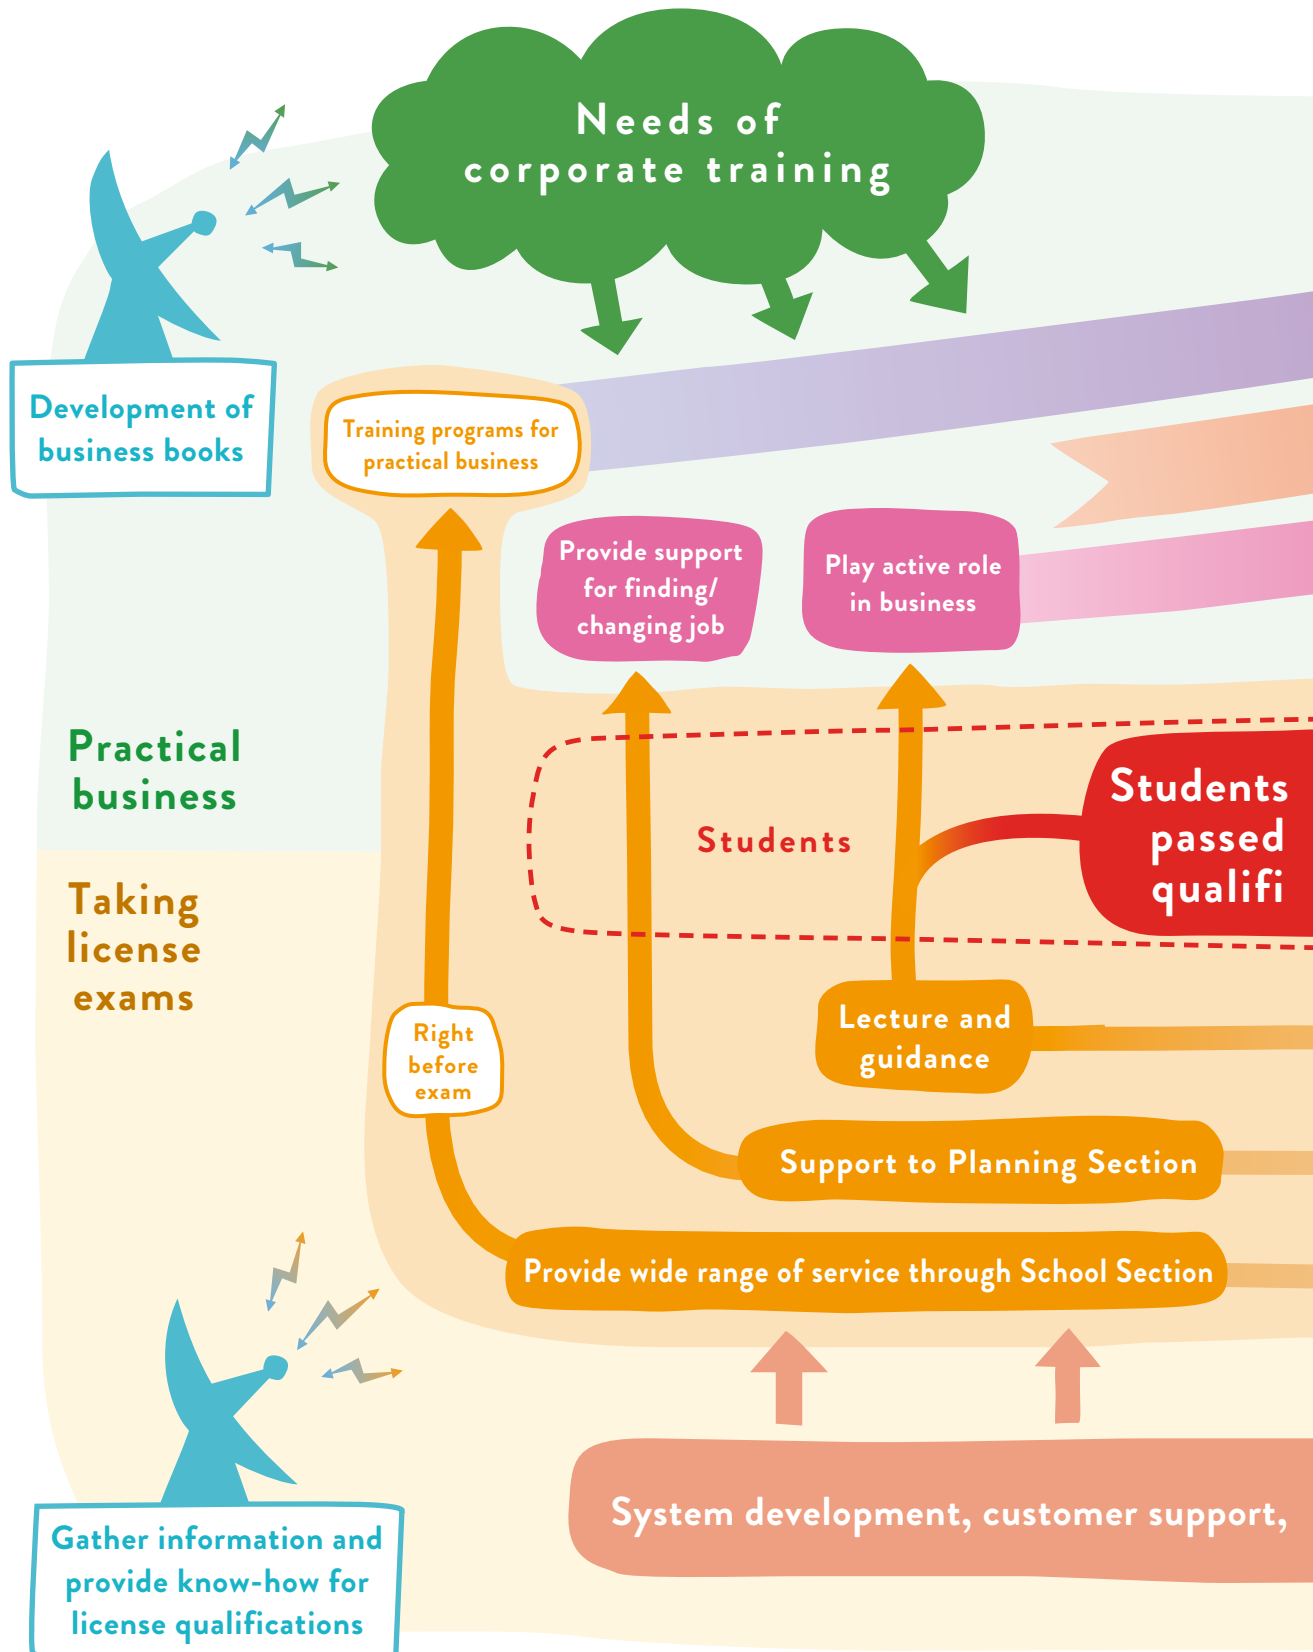 Needs of
corporate training
Development of
business books
Training programs for
practical business
Provide support
for finding/
changing job
Play active role
in business
Practical
business
Students
Students
passed
qualifi
Taking
license
exams
Right
before
exam
Lecture and
guidance
Support to Planning Section
Provide wide range of service through School Section
System development, customer support,
Gather information and
provide know-how for
license qualifications